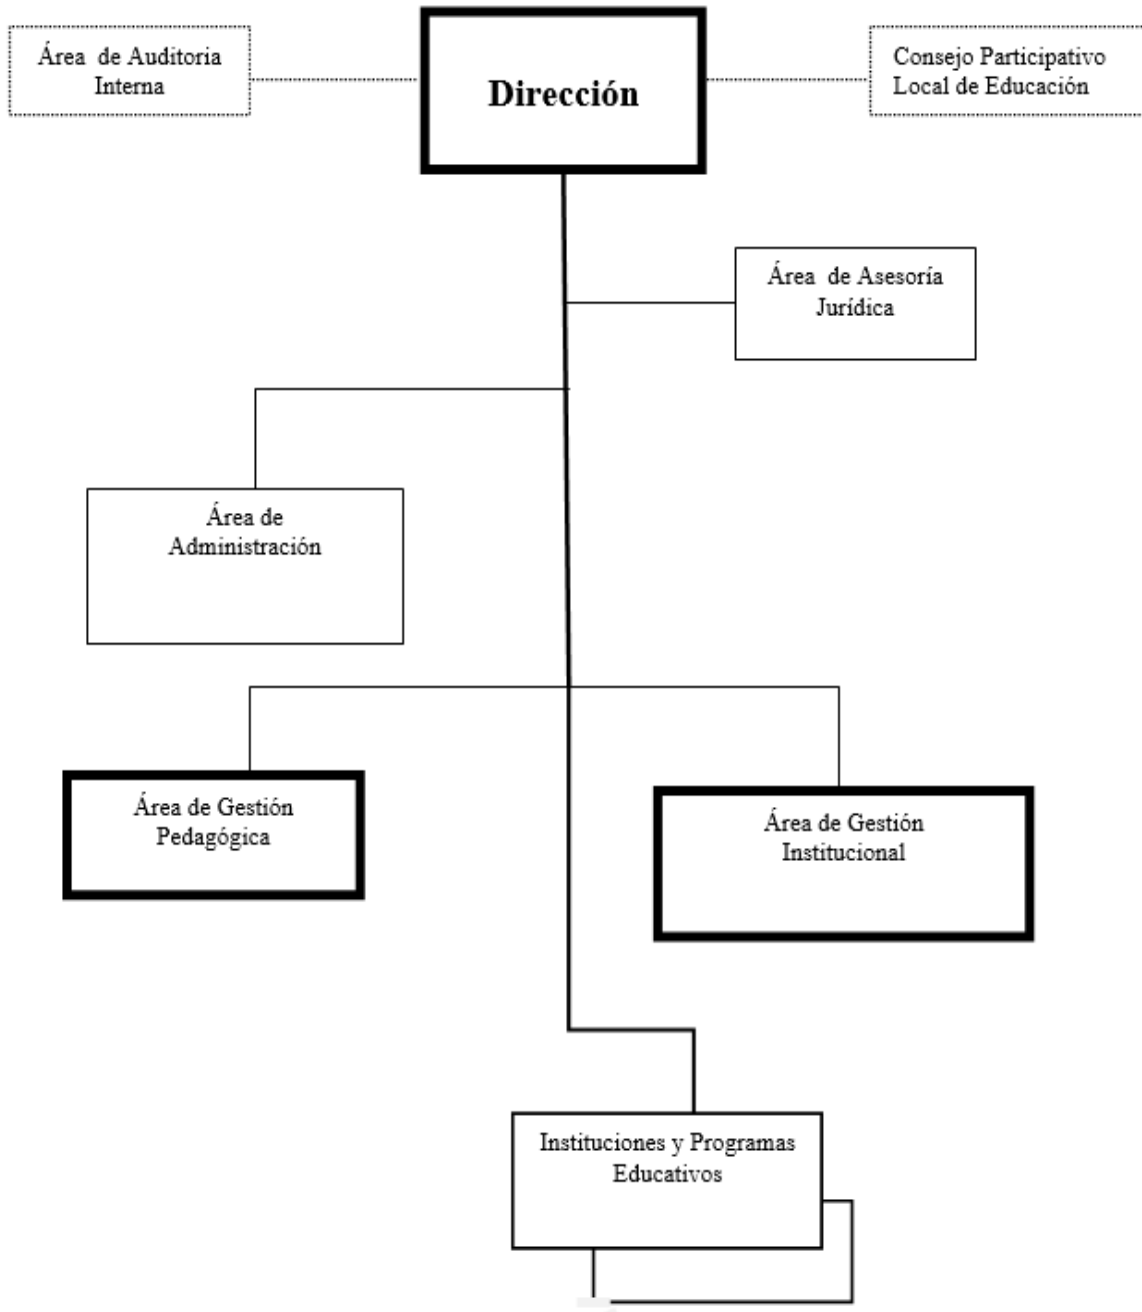 Área de Auditoria
Interna
Dirección
Consejo Participativo
Local de Educación
Área de Asesoría
Jurídica
Área de
Administración
Área de Gestión
Pedagógica
Área de Gestión
Institucional
Instituciones y Programas
Educativos